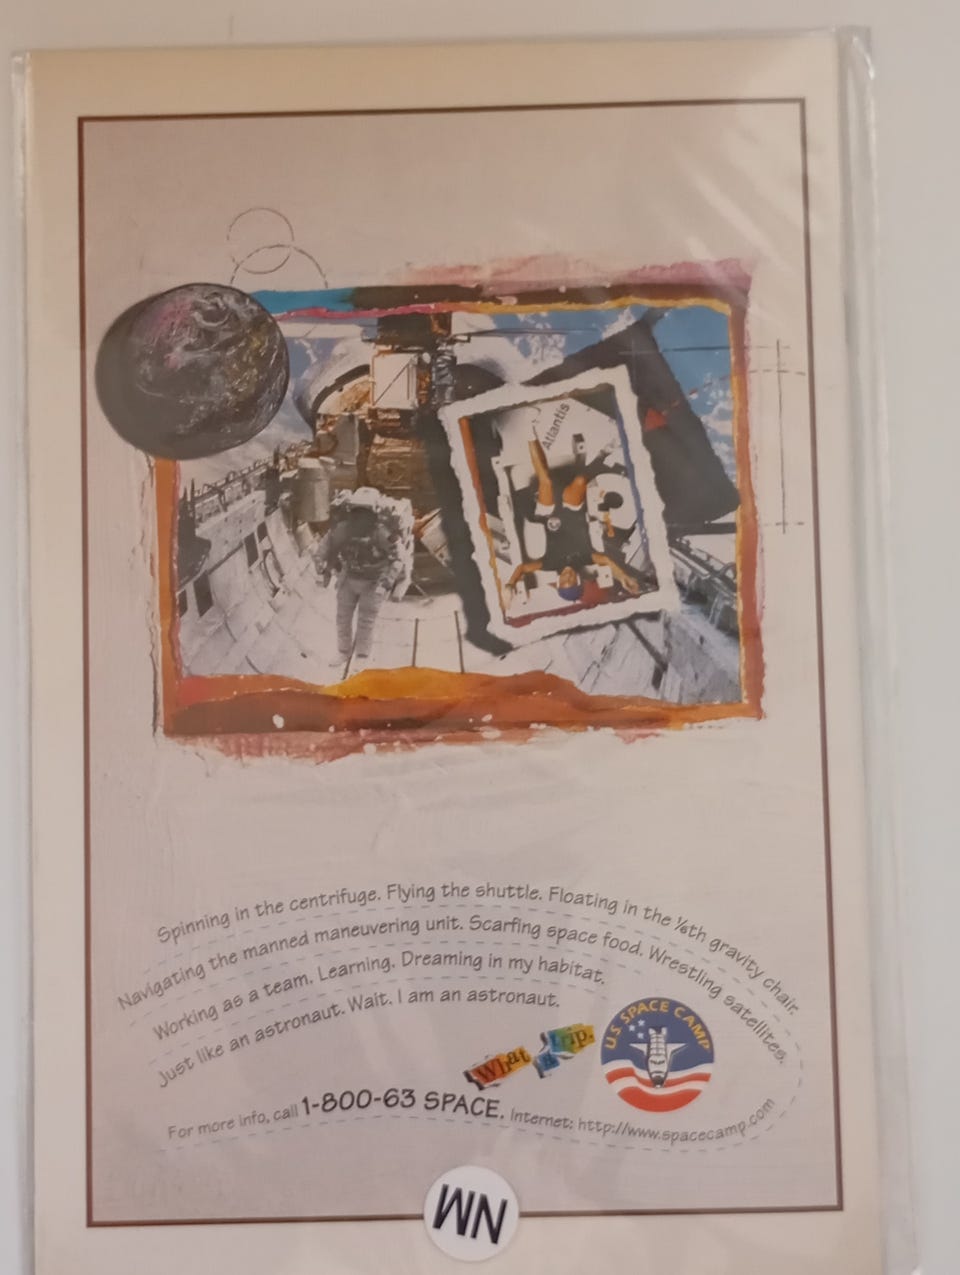 Atlantis
Spinning in the centrifuge. Flying the shuttle. Floating in the ⅙th gravity chair.
Navigating the manned maneuvering unit. Scarfing space food. Wrestling satellites.
Working as a team. Learning. Dreaming in my habitat.
Just like an astronaut. Wait. I am an astronaut.
What a trip.
U.S. SPACE CAMP
For more info, call 1-800-63 SPACE. Internet: http://www.spacecamp.com
NM